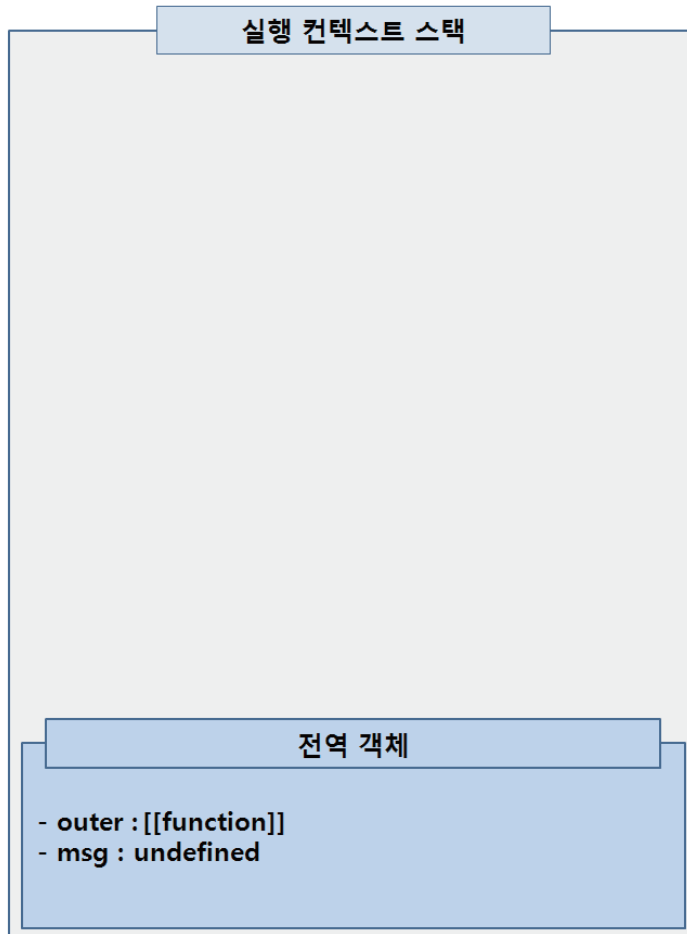 실행 컨텍스트 스택
전역 객체
- outer : [[function]]
- msg : undefined